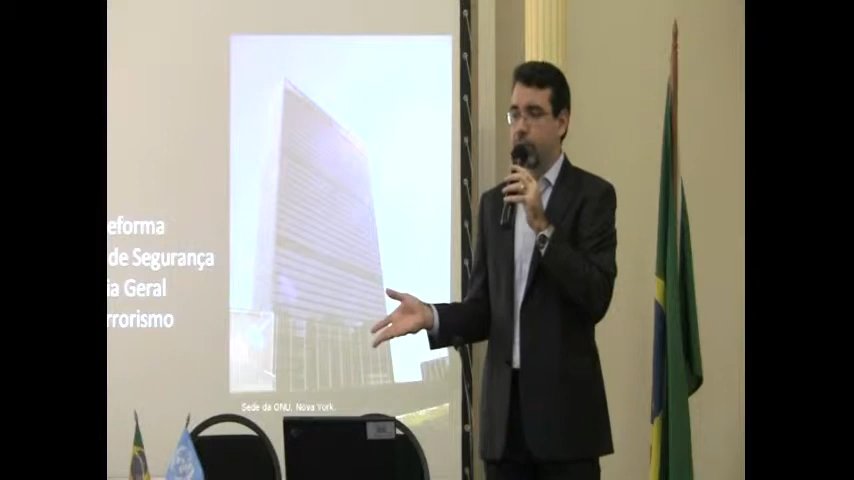 eforma
de Segurança
ia Geral
rrorismo
Sede da ONU, Nova York